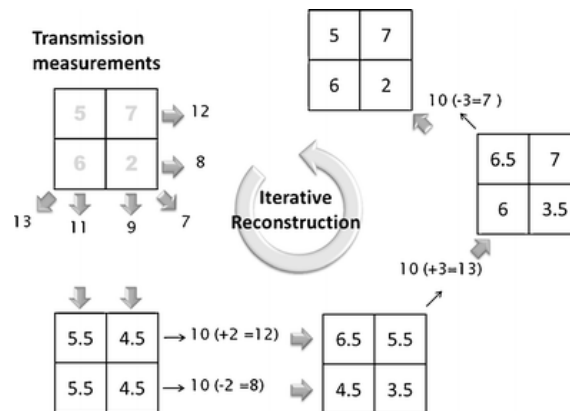 Transmission
measurements
5 7
12
6 2
8
13 11 9 7
5 7
6 2
10 (-3=7 )
6.5 7
6 3.5
Iterative
Reconstruction
10 (+3=13)
5.5 4.5
10 (+2 =12)
6.5 5.5
5.5 4.5
10 (-2 =8)
4.5 3.5